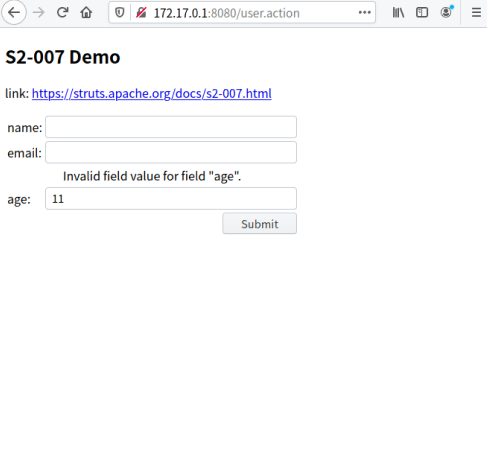 172.17.0.1:8080/user.action
S2-007 Demo
link: https://struts.apache.org/docs/s2-007.html
name:
email:
Invalid field value for field "age".
age: 11
Submit